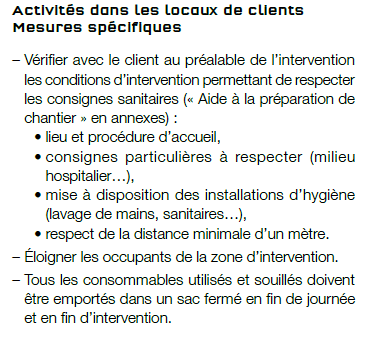 Activités dans les locaux de clients
Mesures spécifiques
– Vérifier avec le client au préalable de l'intervention
les conditions d'intervention permettant de respecter
les consignes sanitaires (« Aide à la préparation de
chantier » en annexes) :
• lieu et procédure d'accueil,
• consignes particulières à respecter (milieu
hospitalier…),
• mise à disposition des installations d'hygiène
(lavage de mains, sanitaires…),
• respect de la distance minimale d'un mètre.
– Éloigner les occupants de la zone d'intervention.
– Tous les consommables utilisés et souillés doivent
être emportés dans un sac fermé en fin de journée
et en fin d'intervention.